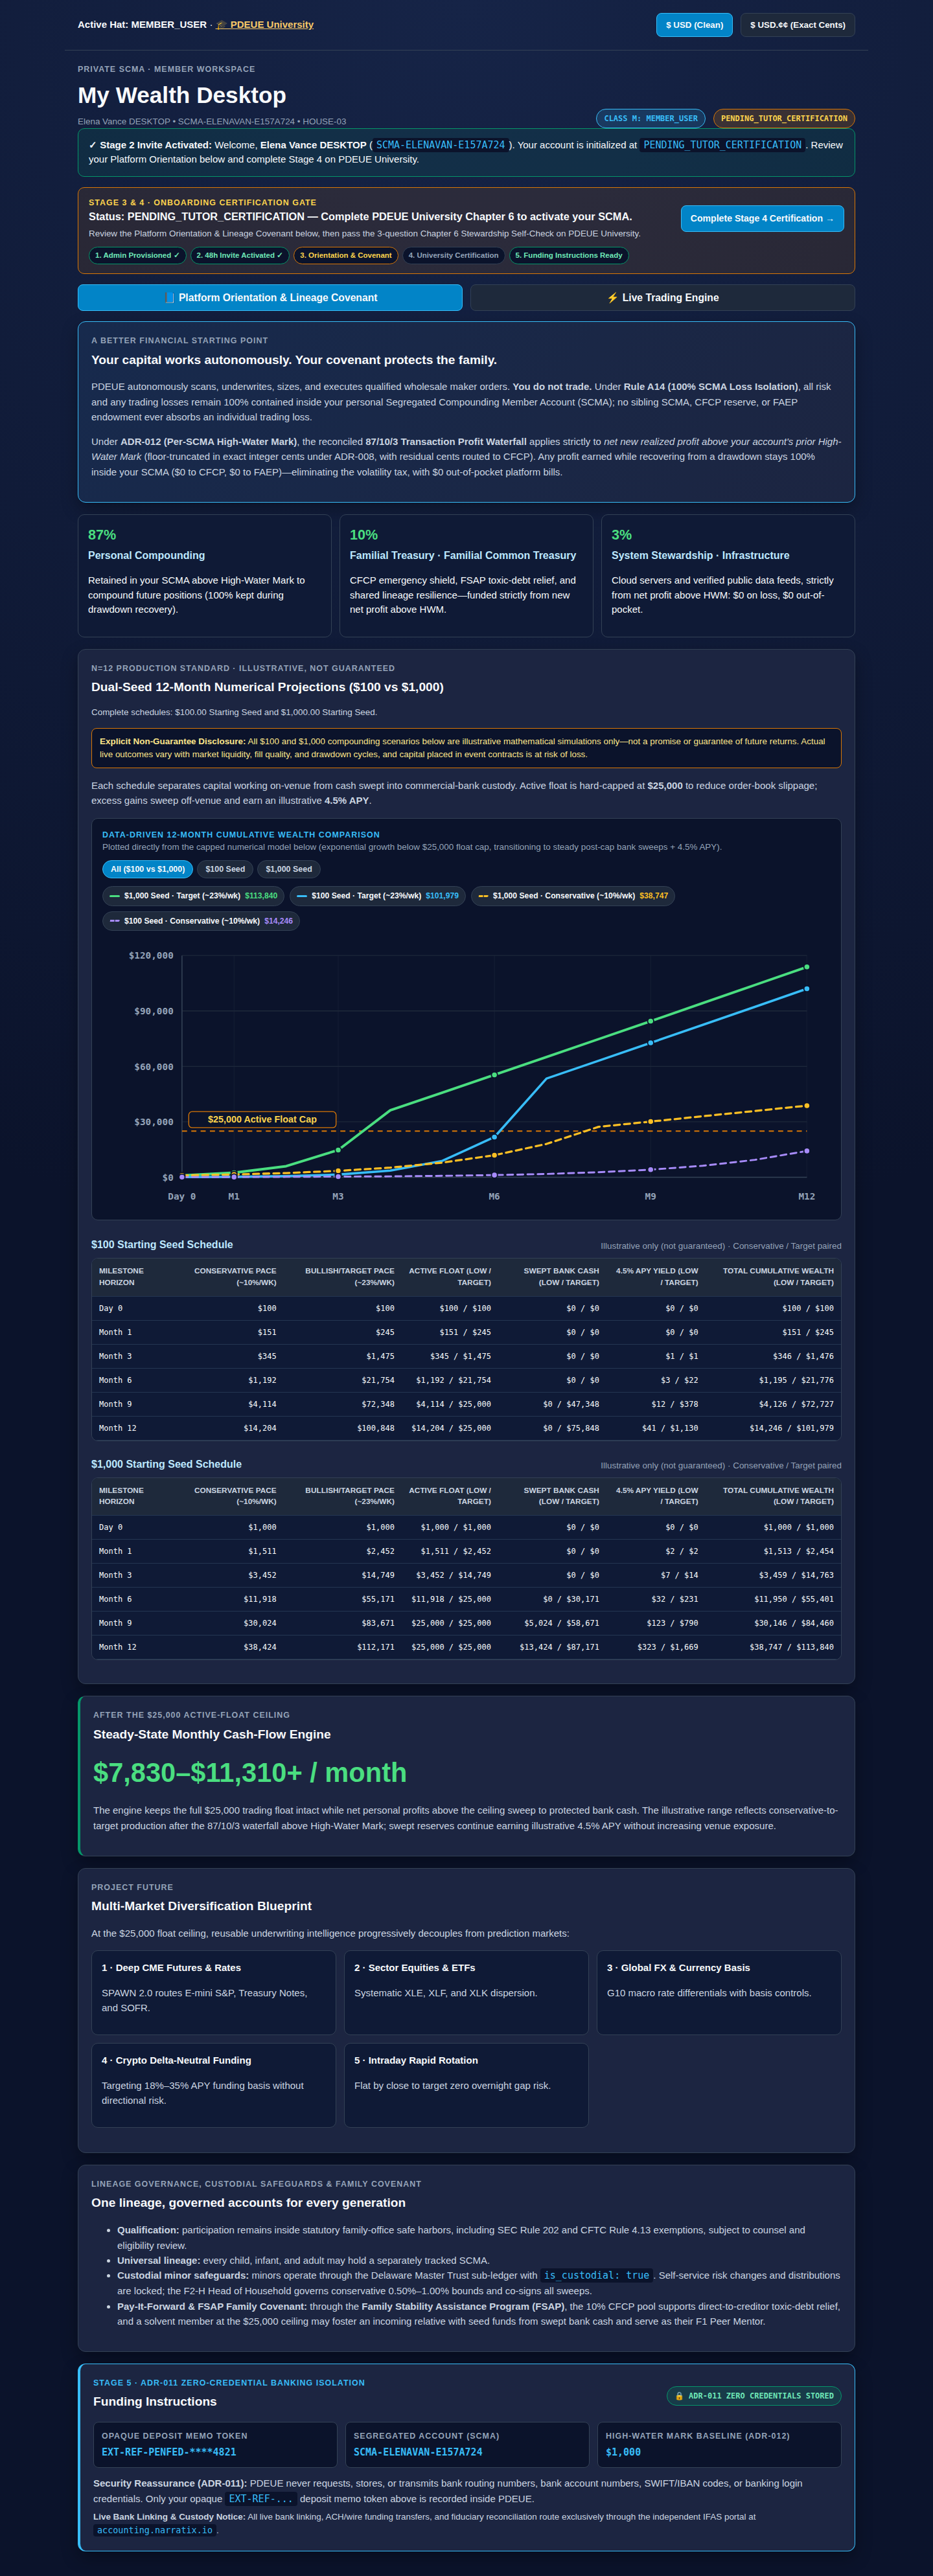 Active Hat: MEMBER_USER · 🎓 PDEUE University
$ USD (Clean)
$ USD.¢¢ (Exact Cents)
PRIVATE SCMA · MEMBER WORKSPACE
My Wealth Desktop
Elena Vance DESKTOP • SCMA-ELENAVAN-E157A724 • HOUSE-03
CLASS M: MEMBER_USER
PENDING_TUTOR_CERTIFICATION
✓ Stage 2 Invite Activated: Welcome, Elena Vance DESKTOP ( SCMA-ELENAVAN-E157A724 ). Your account is initialized at PENDING_TUTOR_CERTIFICATION . Review
your Platform Orientation below and complete Stage 4 on PDEUE University.
STAGE 3 & 4 · ONBOARDING CERTIFICATION GATE
Status: PENDING_TUTOR_CERTIFICATION — Complete PDEUE University Chapter 6 to activate your SCMA.
Review the Platform Orientation & Lineage Covenant below, then pass the 3-question Chapter 6 Stewardship Self-Check on PDEUE University.
Complete Stage 4 Certification →
1. Admin Provisioned ✓
2. 48h Invite Activated ✓
3. Orientation & Covenant
4. University Certification
5. Funding Instructions Ready
📘 Platform Orientation & Lineage Covenant
⚡ Live Trading Engine
A BETTER FINANCIAL STARTING POINT
Your capital works autonomously. Your covenant protects the family.
PDEUE autonomously scans, underwrites, sizes, and executes qualified wholesale maker orders. You do not trade. Under Rule A14 (100% SCMA Loss Isolation), all risk
and any trading losses remain 100% contained inside your personal Segregated Compounding Member Account (SCMA); no sibling SCMA, CFCP reserve, or FAEP
endowment ever absorbs an individual trading loss.
Under ADR-012 (Per-SCMA High-Water Mark), the reconciled 87/10/3 Transaction Profit Waterfall applies strictly to net new realized profit above your account's prior High-
Water Mark (floor-truncated in exact integer cents under ADR-008, with residual cents routed to CFCP). Any profit earned while recovering from a drawdown stays 100%
inside your SCMA ($0 to CFCP, $0 to FAEP)—eliminating the volatility tax, with $0 out-of-pocket platform bills.
87%
Personal Compounding
Retained in your SCMA above High-Water Mark to
compound future positions (100% kept during
drawdown recovery).
10%
Familial Treasury · Familial Common Treasury
CFCP emergency shield, FSAP toxic-debt relief, and
shared lineage resilience—funded strictly from new
net profit above HWM.
3%
System Stewardship · Infrastructure
Cloud servers and verified public data feeds, strictly
from net profit above HWM: $0 on loss, $0 out-of-
pocket.
N=12 PRODUCTION STANDARD · ILLUSTRATIVE, NOT GUARANTEED
Dual-Seed 12-Month Numerical Projections ($100 vs $1,000)
Complete schedules: $100.00 Starting Seed and $1,000.00 Starting Seed.
Explicit Non-Guarantee Disclosure: All $100 and $1,000 compounding scenarios below are illustrative mathematical simulations only—not a promise or guarantee of future returns. Actual
live outcomes vary with market liquidity, fill quality, and drawdown cycles, and capital placed in event contracts is at risk of loss.
Each schedule separates capital working on-venue from cash swept into commercial-bank custody. Active float is hard-capped at $25,000 to reduce order-book slippage;
excess gains sweep off-venue and earn an illustrative 4.5% APY.
DATA-DRIVEN 12-MONTH CUMULATIVE WEALTH COMPARISON
Plotted directly from the capped numerical model below (exponential growth below $25,000 float cap, transitioning to steady post-cap bank sweeps + 4.5% APY).
All ($100 vs $1,000)
$100 Seed
$1,000 Seed
$1,000 Seed · Target (~23%/wk) $113,840
$100 Seed · Target (~23%/wk) $101,979
$1,000 Seed · Conservative (~10%/wk) $38,747
$100 Seed · Conservative (~10%/wk) $14,246
$120,000
$90,000
$60,000
$30,000
$0
$25,000 Active Float Cap
Day 0 M1 M3 M6 M9 M12
$100 Starting Seed Schedule
Illustrative only (not guaranteed) · Conservative / Target paired
MILESTONE HORIZON | CONSERVATIVE PACE (~10%/WK) | BULLISH/TARGET PACE (~23%/WK) | ACTIVE FLOAT (LOW / TARGET) | SWEPT BANK CASH (LOW / TARGET) | 4.5% APY YIELD (LOW / TARGET) | TOTAL CUMULATIVE WEALTH (LOW / TARGET)
Day 0 $100 $100 $100 / $100 $0 / $0 $0 / $0 $100 / $100
Month 1 $151 $245 $151 / $245 $0 / $0 $0 / $0 $151 / $245
Month 3 $345 $1,475 $345 / $1,475 $0 / $0 $1 / $1 $346 / $1,476
Month 6 $1,192 $21,754 $1,192 / $21,754 $0 / $0 $3 / $22 $1,195 / $21,776
Month 9 $4,114 $72,348 $4,114 / $25,000 $0 / $47,348 $12 / $378 $4,126 / $72,727
Month 12 $14,204 $100,848 $14,204 / $25,000 $0 / $75,848 $41 / $1,130 $14,246 / $101,979
$1,000 Starting Seed Schedule
Illustrative only (not guaranteed) · Conservative / Target paired
MILESTONE HORIZON | CONSERVATIVE PACE (~10%/WK) | BULLISH/TARGET PACE (~23%/WK) | ACTIVE FLOAT (LOW / TARGET) | SWEPT BANK CASH (LOW / TARGET) | 4.5% APY YIELD (LOW / TARGET) | TOTAL CUMULATIVE WEALTH (LOW / TARGET)
Day 0 $1,000 $1,000 $1,000 / $1,000 $0 / $0 $0 / $0 $1,000 / $1,000
Month 1 $1,511 $2,452 $1,511 / $2,452 $0 / $0 $2 / $2 $1,513 / $2,454
Month 3 $3,452 $14,749 $3,452 / $14,749 $0 / $0 $7 / $14 $3,459 / $14,763
Month 6 $11,918 $55,171 $11,918 / $25,000 $0 / $30,171 $32 / $231 $11,950 / $55,401
Month 9 $30,024 $83,671 $25,000 / $25,000 $5,024 / $58,671 $123 / $790 $30,146 / $84,460
Month 12 $38,424 $112,171 $25,000 / $25,000 $13,424 / $87,171 $323 / $1,669 $38,747 / $113,840
AFTER THE $25,000 ACTIVE-FLOAT CEILING
Steady-State Monthly Cash-Flow Engine
$7,830–$11,310+ / month
The engine keeps the full $25,000 trading float intact while net personal profits above the ceiling sweep to protected bank cash. The illustrative range reflects conservative-to-
target production after the 87/10/3 waterfall above High-Water Mark; swept reserves continue earning illustrative 4.5% APY without increasing venue exposure.
PROJECT FUTURE
Multi-Market Diversification Blueprint
At the $25,000 float ceiling, reusable underwriting intelligence progressively decouples from prediction markets:
1 · Deep CME Futures & Rates
SPAWN 2.0 routes E-mini S&P, Treasury Notes,
and SOFR.
2 · Sector Equities & ETFs
Systematic XLE, XLF, and XLK dispersion.
3 · Global FX & Currency Basis
G10 macro rate differentials with basis controls.
4 · Crypto Delta-Neutral Funding
Targeting 18%–35% APY funding basis without
directional risk.
5 · Intraday Rapid Rotation
Flat by close to target zero overnight gap risk.
LINEAGE GOVERNANCE, CUSTODIAL SAFEGUARDS & FAMILY COVENANT
One lineage, governed accounts for every generation
• Qualification: participation remains inside statutory family-office safe harbors, including SEC Rule 202 and CFTC Rule 4.13 exemptions, subject to counsel and
eligibility review.
• Universal lineage: every child, infant, and adult may hold a separately tracked SCMA.
• Custodial minor safeguards: minors operate through the Delaware Master Trust sub-ledger with is_custodial: true . Self-service risk changes and distributions
are locked; the F2-H Head of Household governs conservative 0.50%–1.00% bounds and co-signs all sweeps.
• Pay-It-Forward & FSAP Family Covenant: through the Family Stability Assistance Program (FSAP), the 10% CFCP pool supports direct-to-creditor toxic-debt relief,
and a solvent member at the $25,000 ceiling may foster an incoming relative with seed funds from swept bank cash and serve as their F1 Peer Mentor.
STAGE 5 · ADR-011 ZERO-CREDENTIAL BANKING ISOLATION
Funding Instructions
🔒 ADR-011 ZERO CREDENTIALS STORED
OPAQUE DEPOSIT MEMO TOKEN
EXT-REF-PENFED-****4821
SEGREGATED ACCOUNT (SCMA)
SCMA-ELENAVAN-E157A724
HIGH-WATER MARK BASELINE (ADR-012)
$1,000
Security Reassurance (ADR-011): PDEUE never requests, stores, or transmits bank routing numbers, bank account numbers, SWIFT/IBAN codes, or banking login
credentials. Only your opaque EXT-REF-... deposit memo token above is recorded inside PDEUE.
Live Bank Linking & Custody Notice: All live bank linking, ACH/wire funding transfers, and fiduciary reconciliation route exclusively through the independent IFAS portal at
accounting.narratix.io .